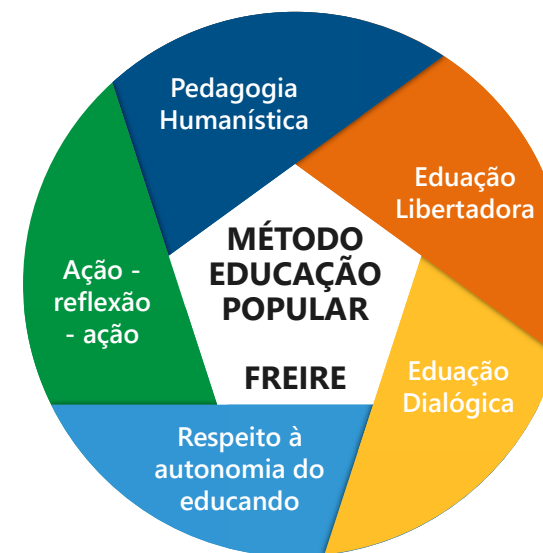 Pedagogia
Humanística
Eduação
Libertadora
MÉTODO
EDUCAÇÃO
POPULAR
FREIRE
Ação -
reflexão
- ação
Eduação
Dialógica
Respeito à
autonomia do
educando